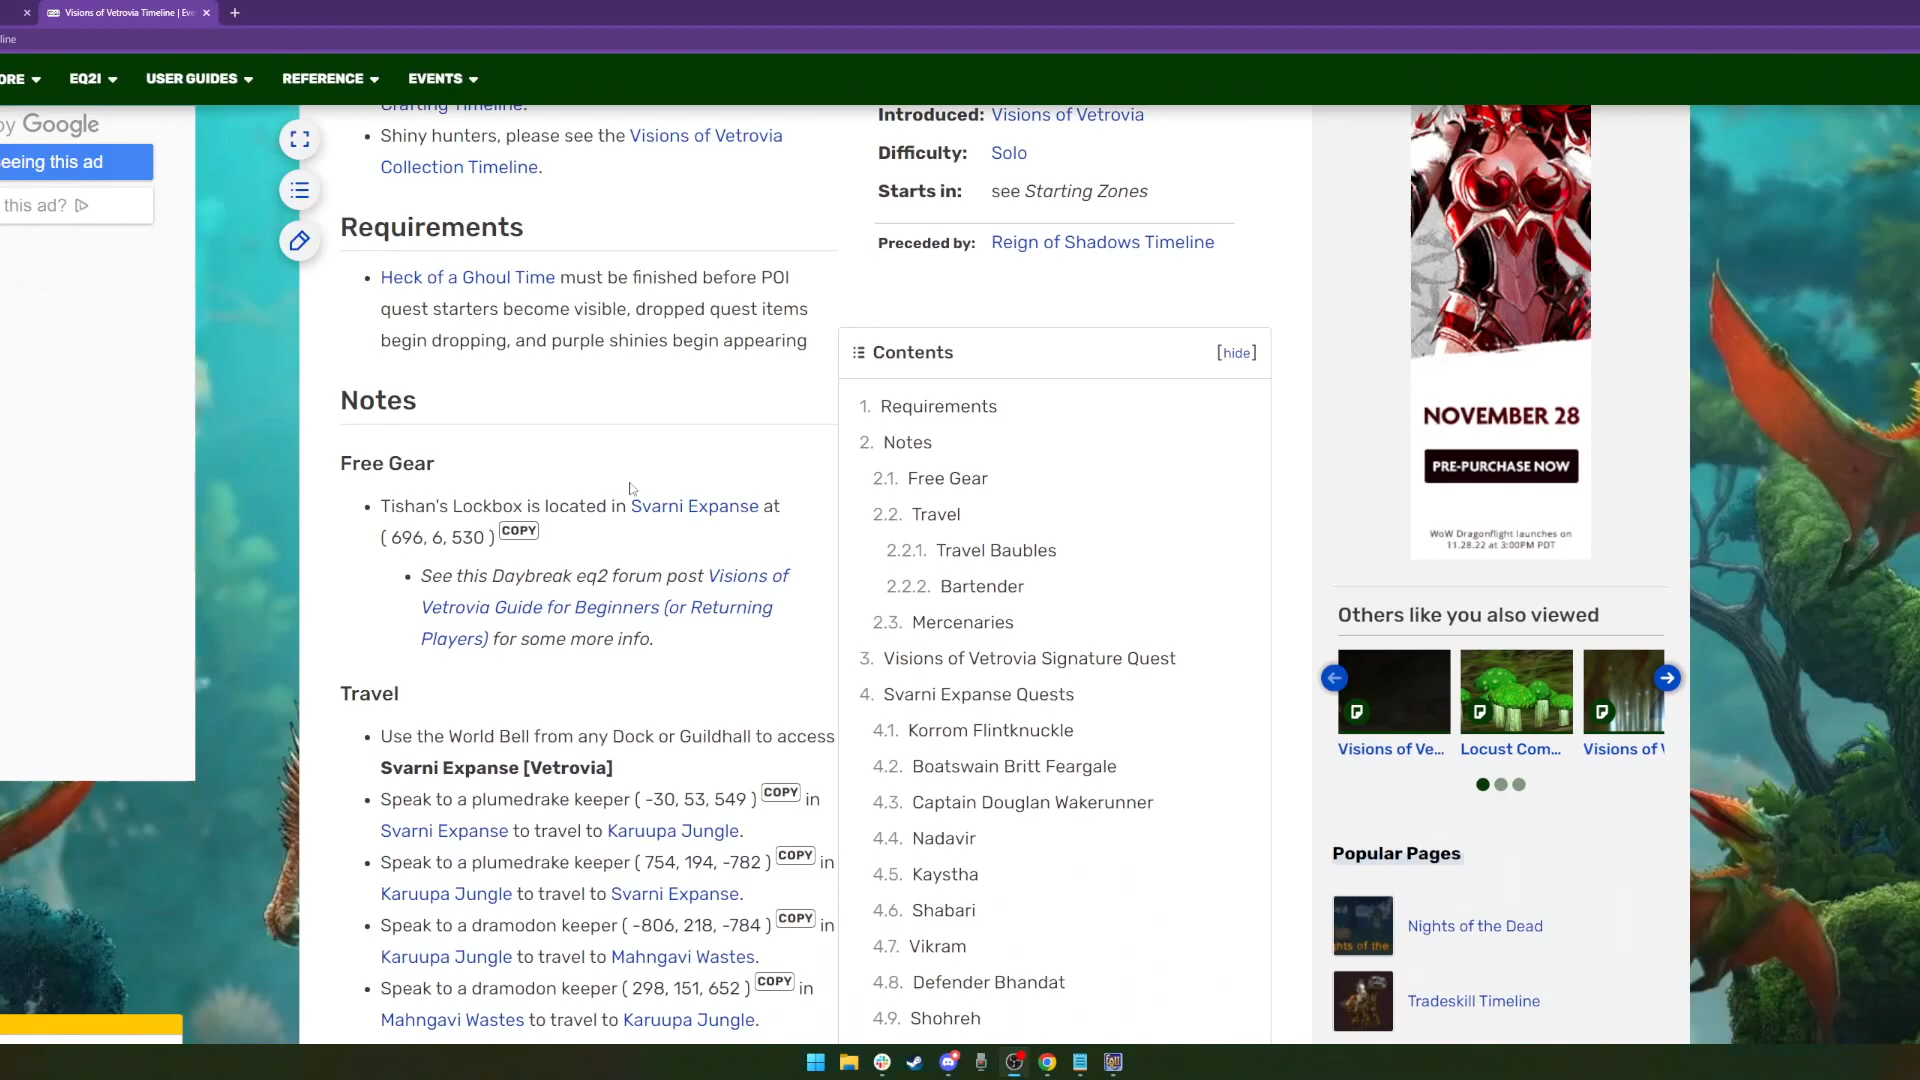 Visions of Vetrovia Timeline | Eve
line
ORE
EQ2I
USER GUIDES
REFERENCE
EVENTS
by Google
seeing this ad
this ad?
Crafting Timeline.
Shiny hunters, please see the Visions of Vetrovia
Collection Timeline.
Requirements
Heck of a Ghoul Time must be finished before POI
quest starters become visible, dropped quest items
begin dropping, and purple shinies begin appearing
Notes
Free Gear
Tishan's Lockbox is located in Svarni Expanse at
( 696, 6, 530 ) COPY
See this Daybreak eq2 forum post Visions of
Vetrovia Guide for Beginners (or Returning
Players) for some more info.
Travel
Use the World Bell from any Dock or Guildhall to access
Svarni Expanse [Vetrovia]
Speak to a plumedrake keeper ( -30, 53, 549 ) COPY in
Svarni Expanse to travel to Karuupa Jungle.
Speak to a plumedrake keeper ( 754, 194, -782 ) COPY in
Karuupa Jungle to travel to Svarni Expanse.
Speak to a dramodon keeper ( -806, 218, -784 ) COPY in
Karuupa Jungle to travel to Mahngavi Wastes.
Speak to a dramodon keeper ( 298, 151, 652 ) COPY in
Mahngavi Wastes to travel to Karuupa Jungle.
Introduced: Visions of Vetrovia
Difficulty: Solo
Starts in: see Starting Zones
Preceded by: Reign of Shadows Timeline
Contents [hide]
1. Requirements
2. Notes
2.1. Free Gear
2.2. Travel
2.2.1. Travel Baubles
2.2.2. Bartender
2.3. Mercenaries
3. Visions of Vetrovia Signature Quest
4. Svarni Expanse Quests
4.1. Korrom Flintknuckle
4.2. Boatswain Britt Feargale
4.3. Captain Douglan Wakerunner
4.4. Nadavir
4.5. Kaystha
4.6. Shabari
4.7. Vikram
4.8. Defender Bhandat
4.9. Shohreh
NOVEMBER 28
PRE-PURCHASE NOW
WoW Dragonflight launches on
11.28.22 at 3:00PM PDT
Others like you also viewed
Visions of Ve...
Locust Com...
Visions of V
Popular Pages
hts of the
Nights of the Dead
Tradeskill Timeline